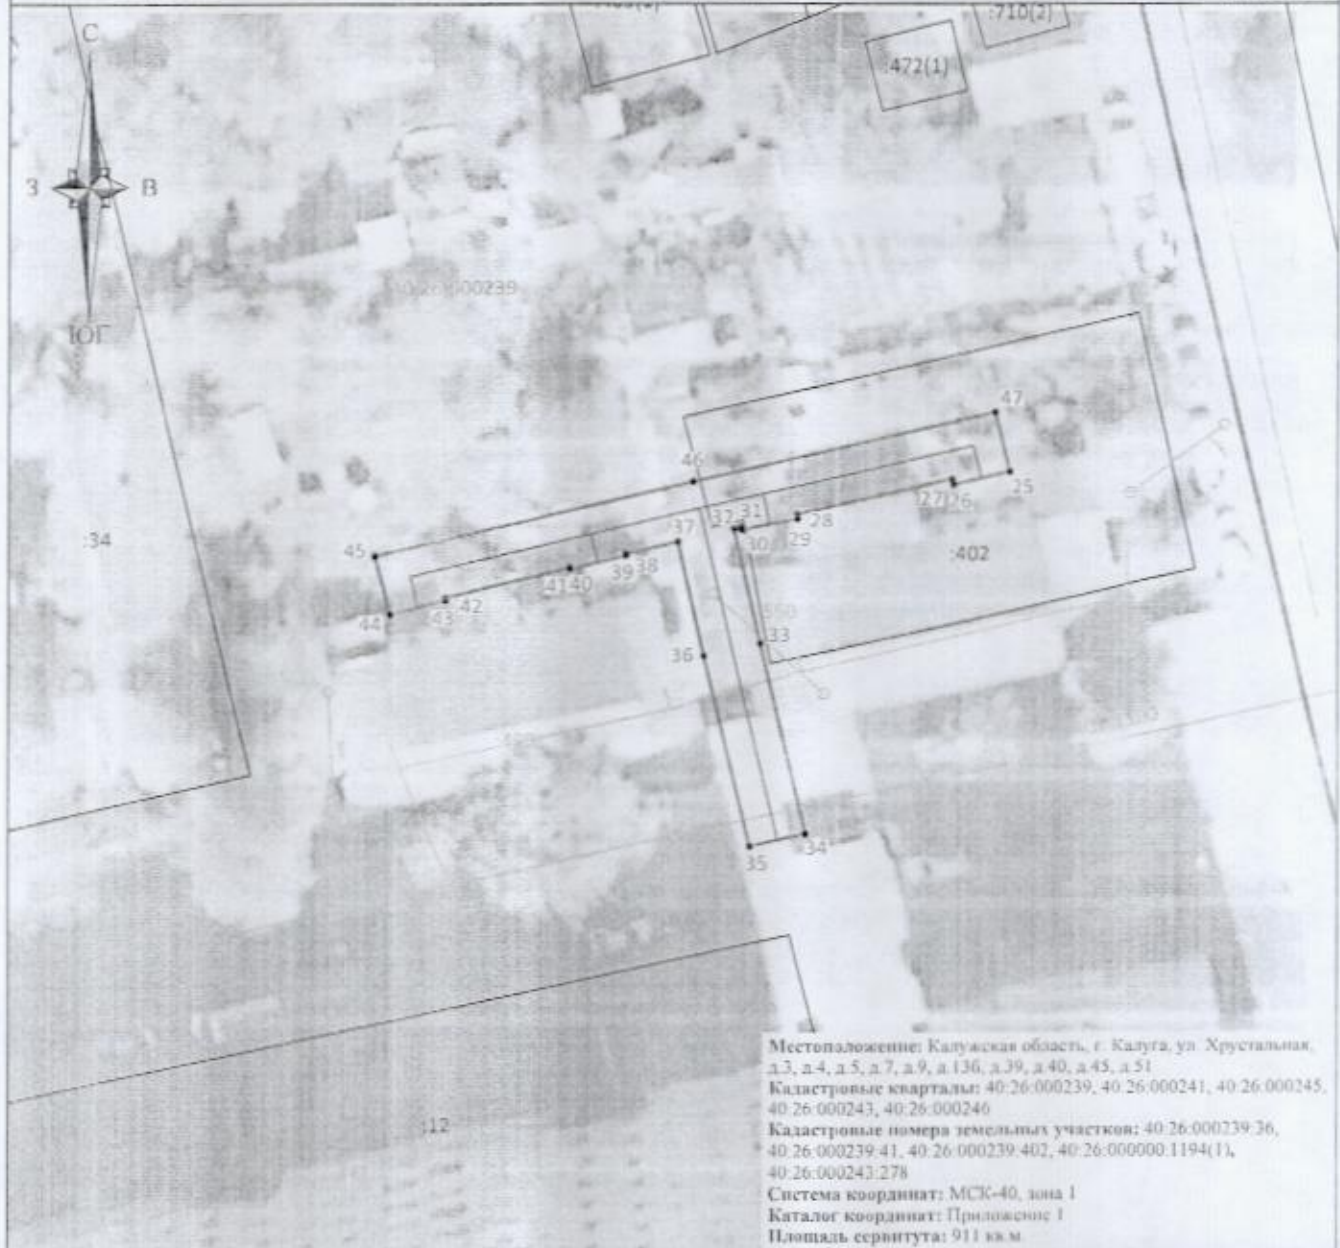 :710(2)
С
:472(1)
З В
40:26:000239
ЮГ
47
46
45
25
27 26
32 31
28
37
29
30
:34
:402
39 38
41 40
42
43
44
550
33
36
34
35
Местоположение: Калужская область, г. Калуга, ул. Хрустальная,
д.3, д.4, д.5, д.7, д.9, д.136, д.39, д.40, д.45, д.51
Кадастровые кварталы: 40:26:000239, 40:26:000241, 40:26:000245,
40:26:000243, 40:26:000246
:12
Кадастровые номера земельных участков: 40:26:000239:36,
40:26:000239:41, 40:26:000239:402, 40:26:000000:1194(1),
40:26:000243:278
Система координат: МСК-40, зона 1
Каталог координат: Приложение 1
Площадь сервитута: 911 кв.м